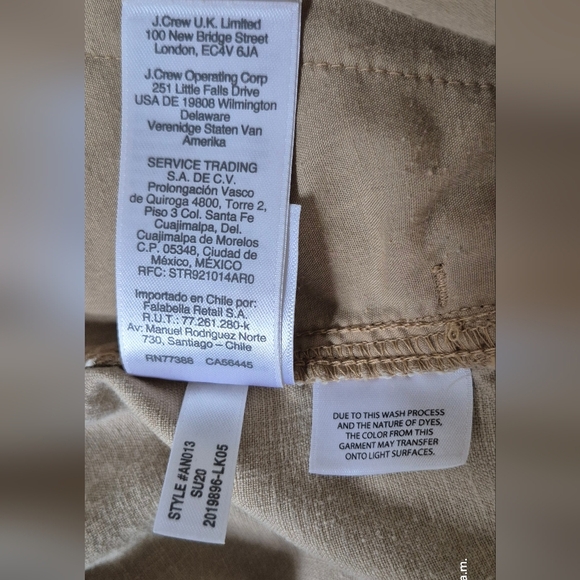 J.Crew U.K. Limited
100 New Bridge Street
London, EC4V 6JA
J.Crew Operating Corp
251 Little Falls Drive
USA DE 19808 Wilmington
Delaware
Verenidge Staten Van
Amerika
SERVICE TRADING
S.A. DE C.V.
Prolongación Vasco
de Quiroga 4800, Torre 2,
Piso 3 Col. Santa Fe
Cuajimalpa, Del.
Cuajimalpa de Morelos
C.P. 05348, Ciudad de
México, MÉXICO
RFC: STR921014AR0
Importado en Chile por:
Falabella Retail S.A.
R.U.T.: 77.261.280-k
Av: Manuel Rodriguez Norte
730, Santiago – Chile
RN77388 CA56445
STYLE #AN013
SU20
2019896-LK05
DUE TO THIS WASH PROCESS
AND THE NATURE OF DYES,
THE COLOR FROM THIS
GARMENT MAY TRANSFER
ONTO LIGHT SURFACES.
a.m.